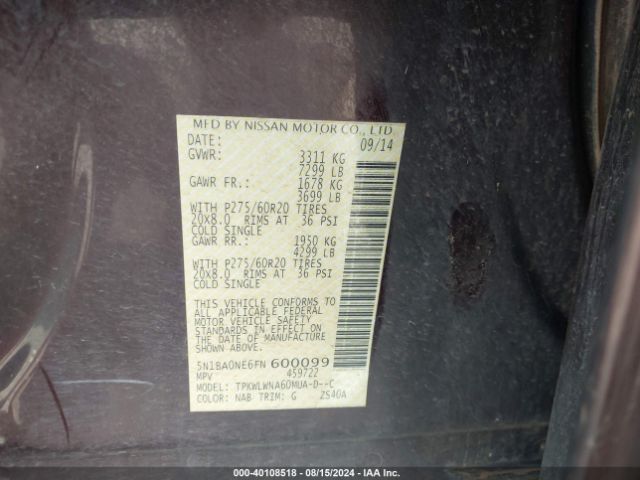 MFD BY NISSAN MOTOR CO., LTD.
DATE: 09/14
GVWR: 3311 KG
7299 LB
GAWR FR.: 1678 KG
3699 LB
WITH P275/60R20 TIRES
20X8.0 RIMS AT 36 PSI
COLD SINGLE
GAWR RR.: 1950 KG
4299 LB
WITH P275/60R20 TIRES
20X8.0 RIMS AT 36 PSI
COLD SINGLE
THIS VEHICLE CONFORMS TO
ALL APPLICABLE FEDERAL
MOTOR VEHICLE SAFETY
STANDARDS IN EFFECT ON
THE DATE OF MANUFACTURE
SHOWN ABOVE.
5N1BA0NE6FN 600099
MPV 459722
MODEL: TPKWLWNA60MUA-D--C
COLOR: NAB TRIM: G ZS40A
000-40108518 - 08/15/2024 - IAA Inc.